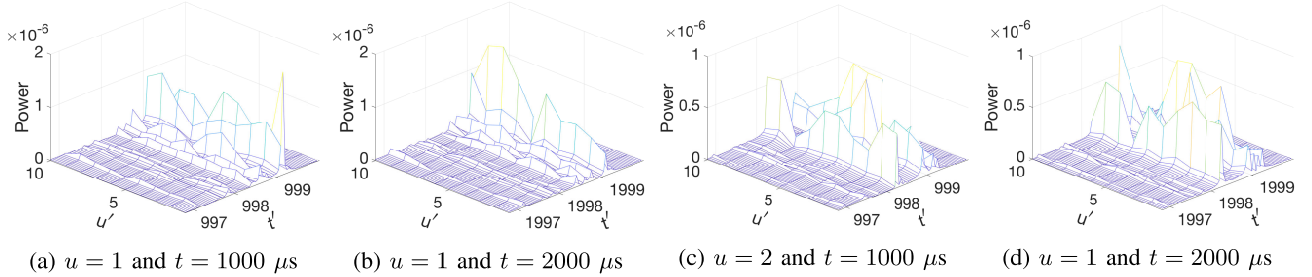 ×10⁻⁶ ×10⁻⁶ ×10⁻⁶ ×10⁻⁶
2 2 1 1
Power Power Power Power
1 1 0.5 0.5
0 0 0 0
10 10 10 10
5 5 5 5
999 1999 999 1999
998 1998 998 1998
997 1997 997 1997
u′ t′ u′ t′ u′ t′ u′ t′
(a) u = 1 and t = 1000 μs (b) u = 1 and t = 2000 μs (c) u = 2 and t = 1000 μs (d) u = 1 and t = 2000 μs